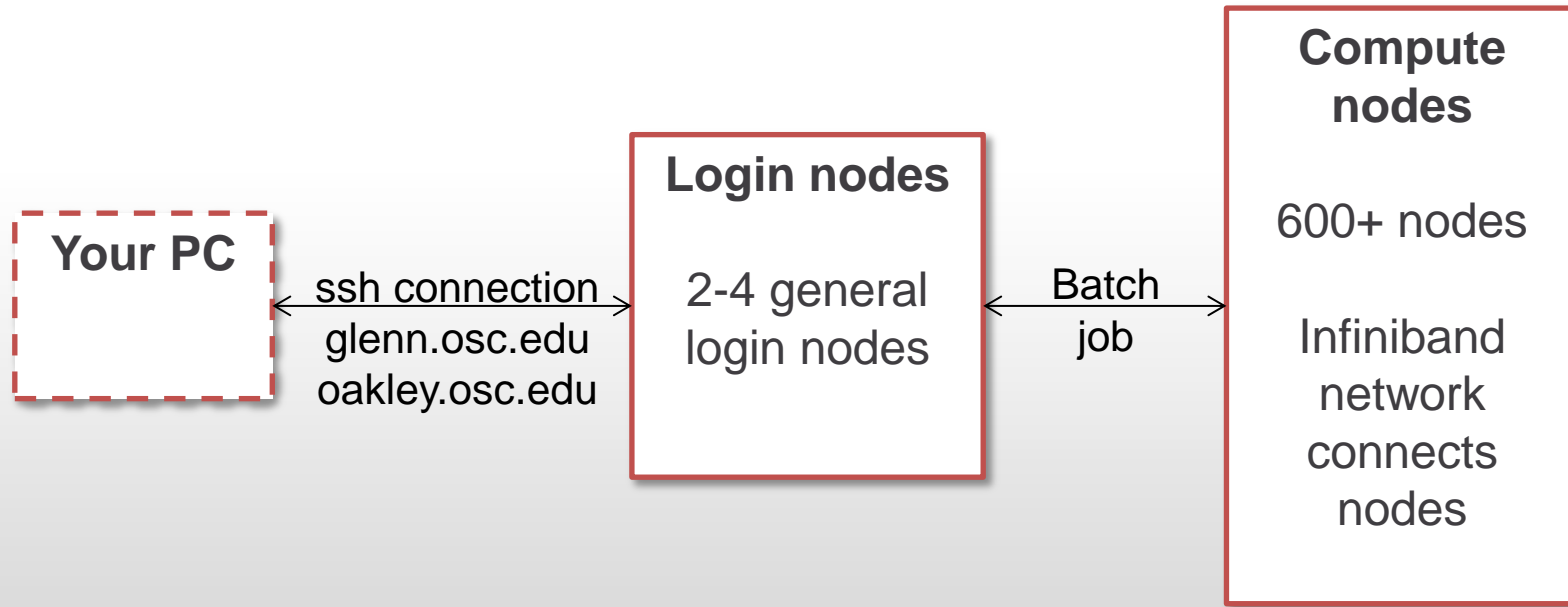 Your PC
ssh connection
glenn.osc.edu
oakley.osc.edu
Login nodes
2-4 general
login nodes
Batch
job
Compute
nodes
600+ nodes
Infiniband
network
connects
nodes